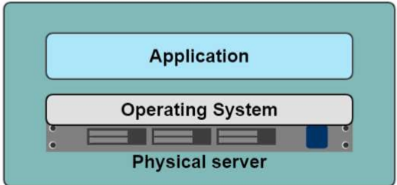 Application
Operating System
Physical server